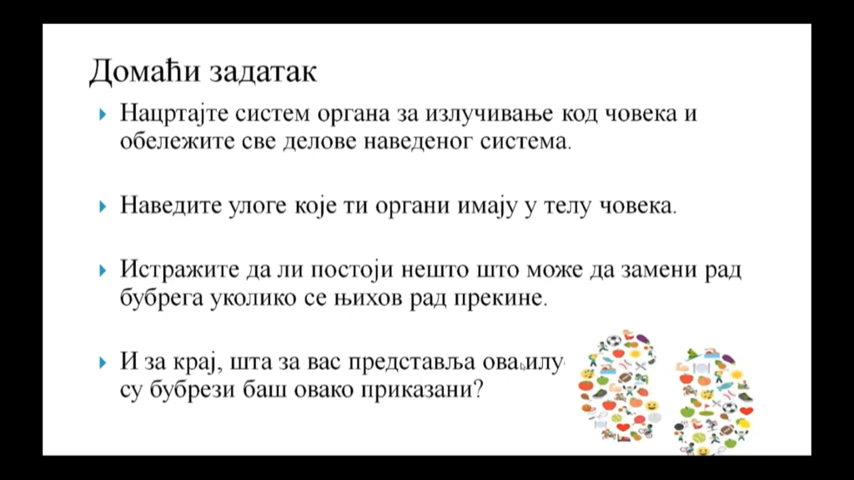 Домаћи задатак
Нацртајте систем органа за излучивање код човека и
обележите све делове наведеног система.
Наведите улоге које ти органи имају у телу човека.
Истражите да ли постоји нешто што може да замени рад
бубрега уколико се њихов рад прекине.
И за крај, шта за вас представља ова
су бубрези баш овако приказани?